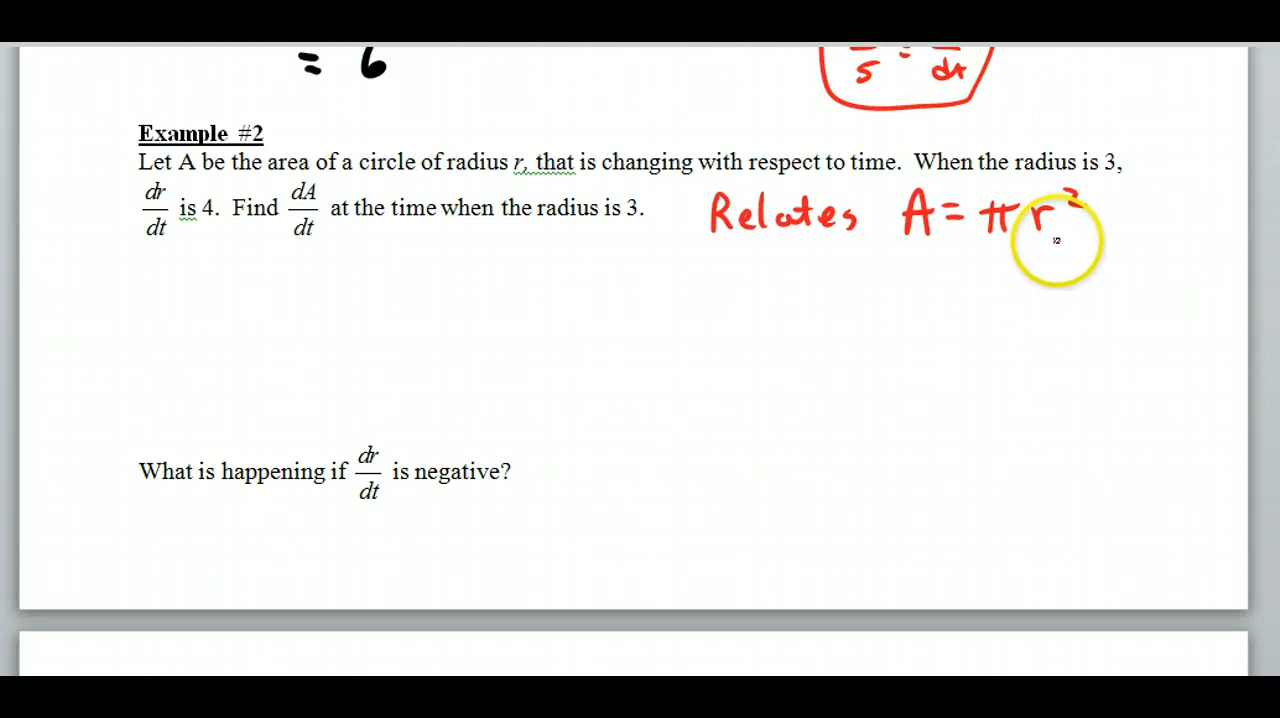 = 6
5 = dt
Example #2
Let A be the area of a circle of radius r, that is changing with respect to time. When the radius is 3,
dr/dt is 4. Find dA/dt at the time when the radius is 3. Relates A = πr²
What is happening if dr/dt is negative?